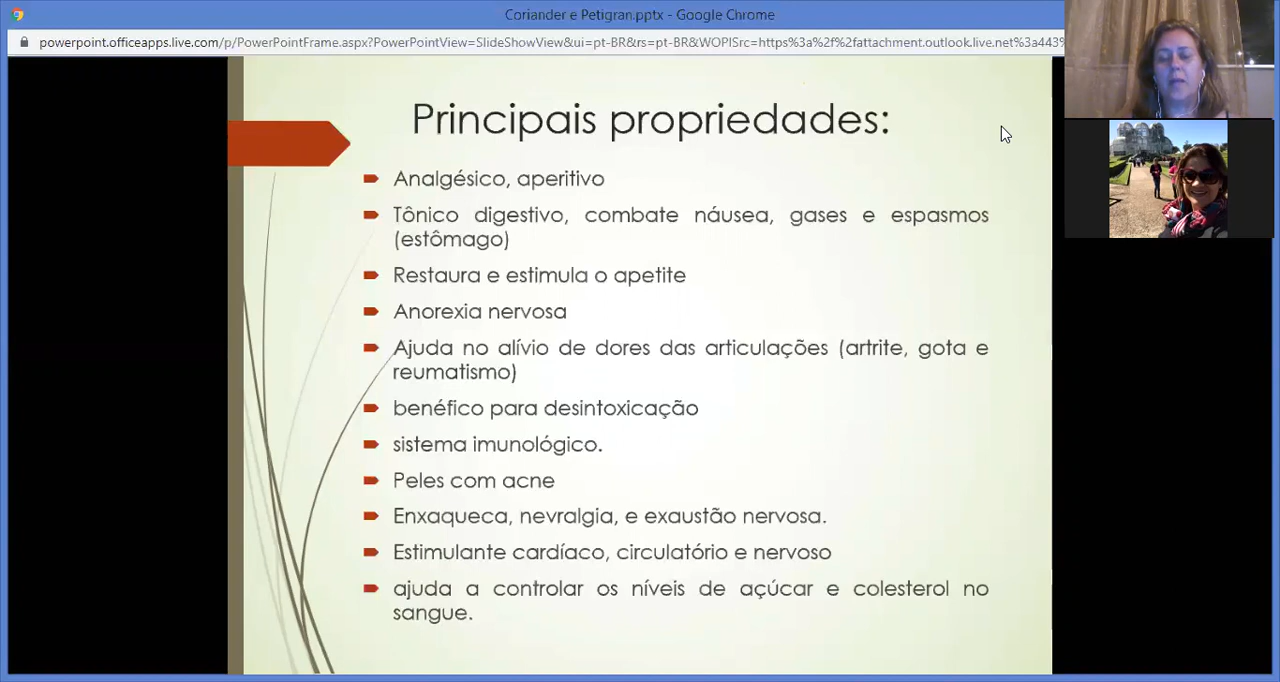 Coriander e Petigran.pptx - Google Chrome
powerpoint.officeapps.live.com/p/PowerPointFrame.aspx?PowerPointView=SlideShowView&ui=pt-BR&rs=pt-BR&WOPISrc=https%3a%2f%2fattachment.outlook.live.net%3a443%
Principais propriedades:
Analgésico, aperitivo
Tônico digestivo, combate náusea, gases e espasmos
(estômago)
Restaura e estimula o apetite
Anorexia nervosa
Ajuda no alívio de dores das articulações (artrite, gota e
reumatismo)
benéfico para desintoxicação
sistema imunológico.
Peles com acne
Enxaqueca, nevralgia, e exaustão nervosa.
Estimulante cardíaco, circulatório e nervoso
ajuda a controlar os níveis de açúcar e colesterol no
sangue.